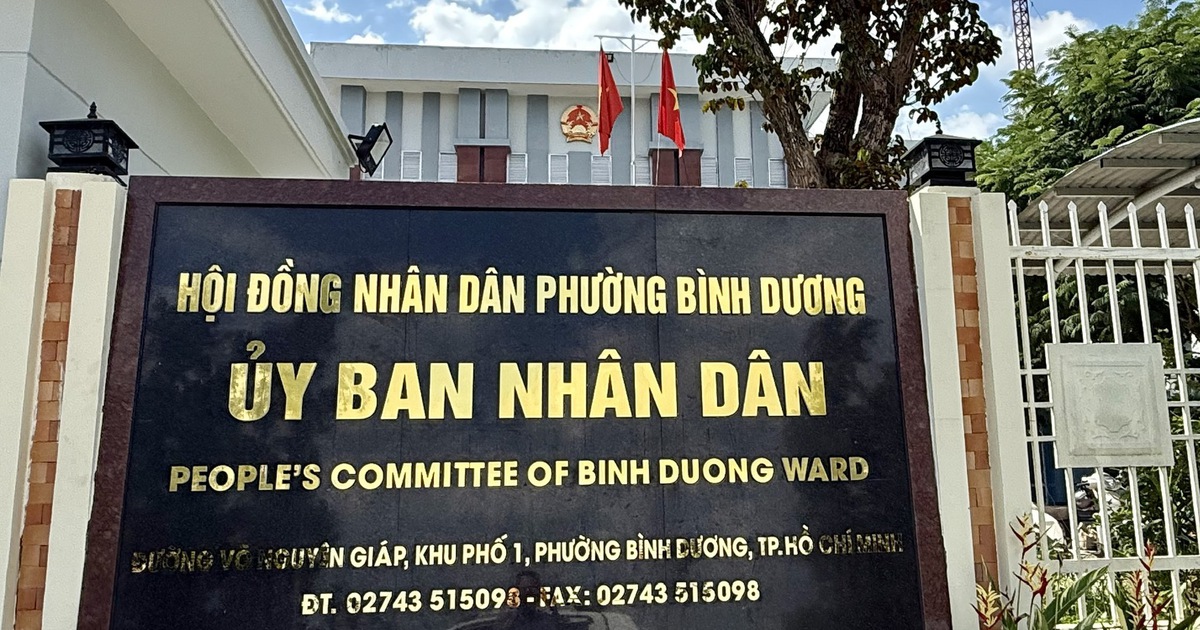 HỘI ĐỒNG NHÂN DÂN PHƯỜNG BÌNH DƯƠNG
ỦY BAN NHÂN DÂN
PEOPLE'S COMMITTEE OF BINH DUONG WARD
ĐƯỜNG VÕ NGUYÊN GIÁP, KHU PHỐ 1, PHƯỜNG BÌNH DƯƠNG, TP.HỒ CHÍ MINH
ĐT. 02743 515098 - FAX: 02743 515098